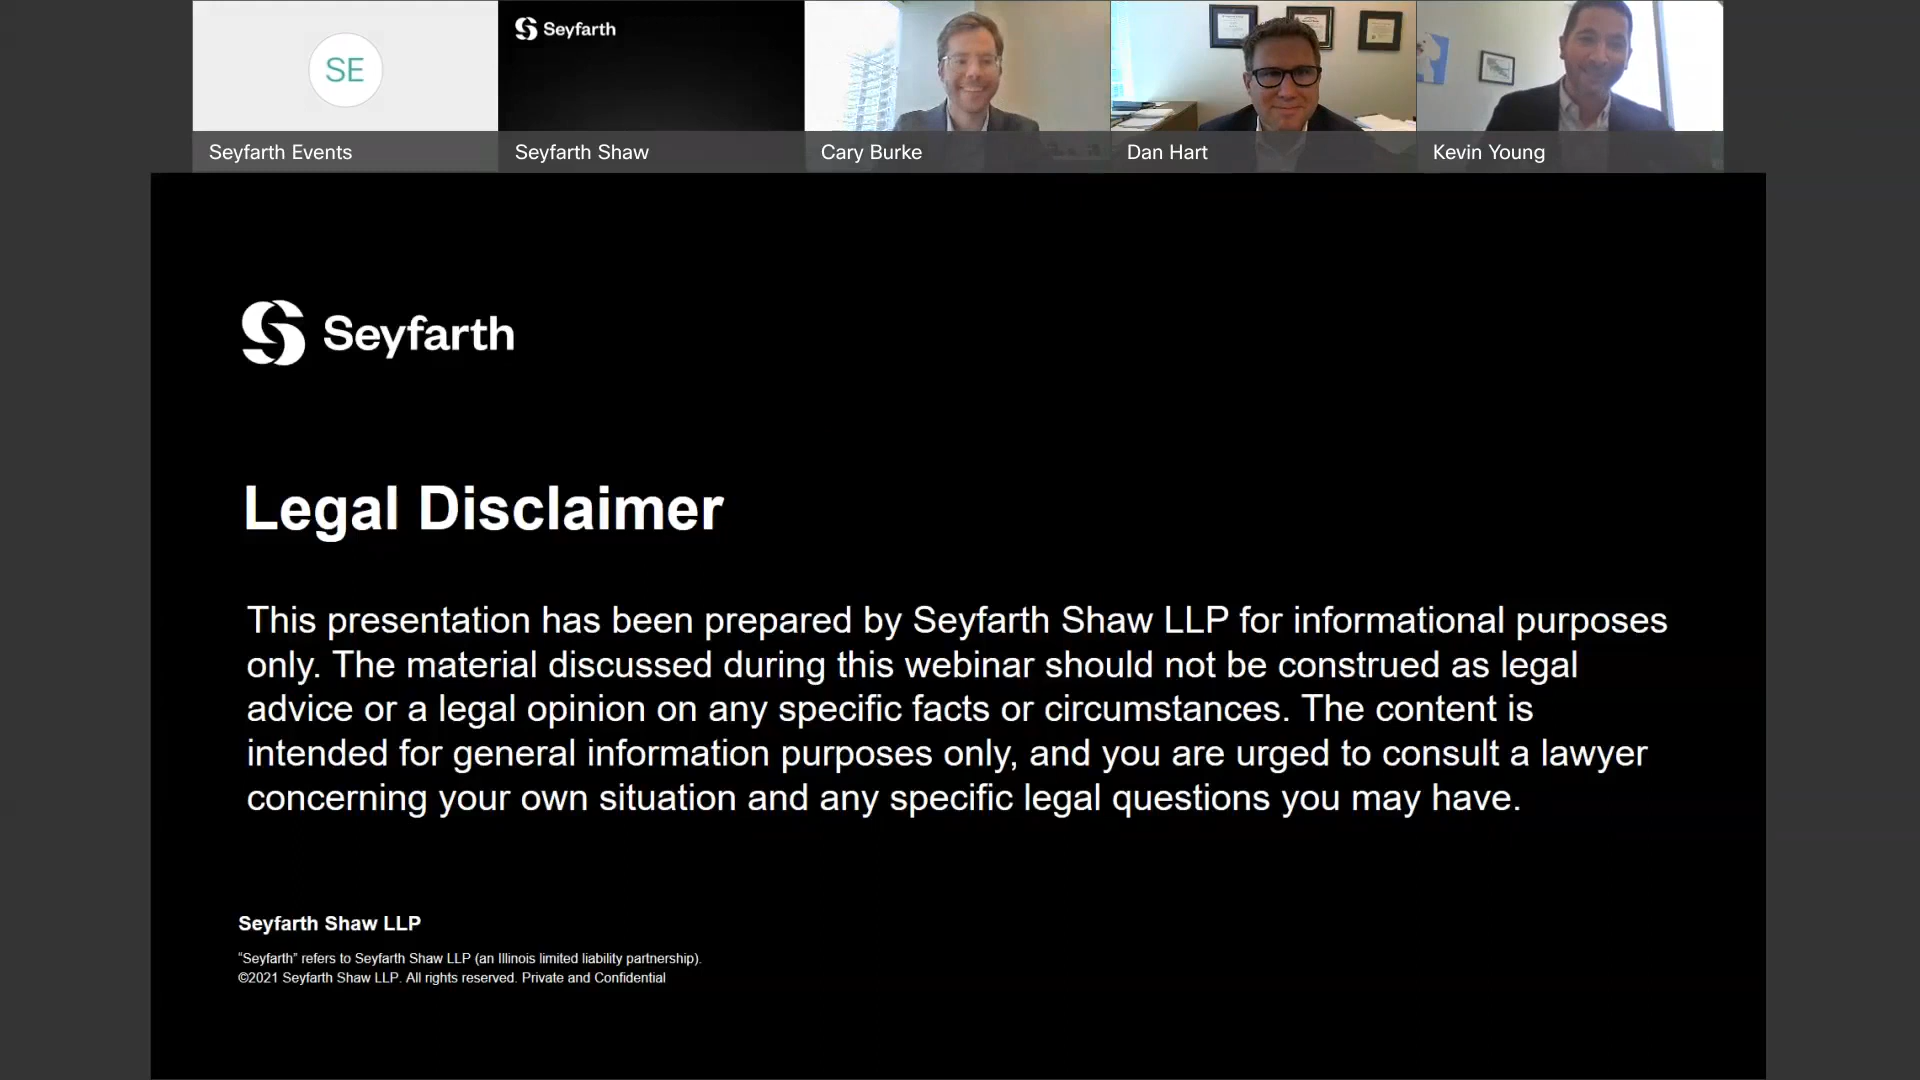 SE
Seyfarth
Seyfarth Events
Seyfarth Shaw
Cary Burke
Dan Hart
Kevin Young
Seyfarth
Legal Disclaimer
This presentation has been prepared by Seyfarth Shaw LLP for informational purposes
only. The material discussed during this webinar should not be construed as legal
advice or a legal opinion on any specific facts or circumstances. The content is
intended for general information purposes only, and you are urged to consult a lawyer
concerning your own situation and any specific legal questions you may have.
Seyfarth Shaw LLP
“Seyfarth” refers to Seyfarth Shaw LLP (an Illinois limited liability partnership).
©2021 Seyfarth Shaw LLP. All rights reserved. Private and Confidential